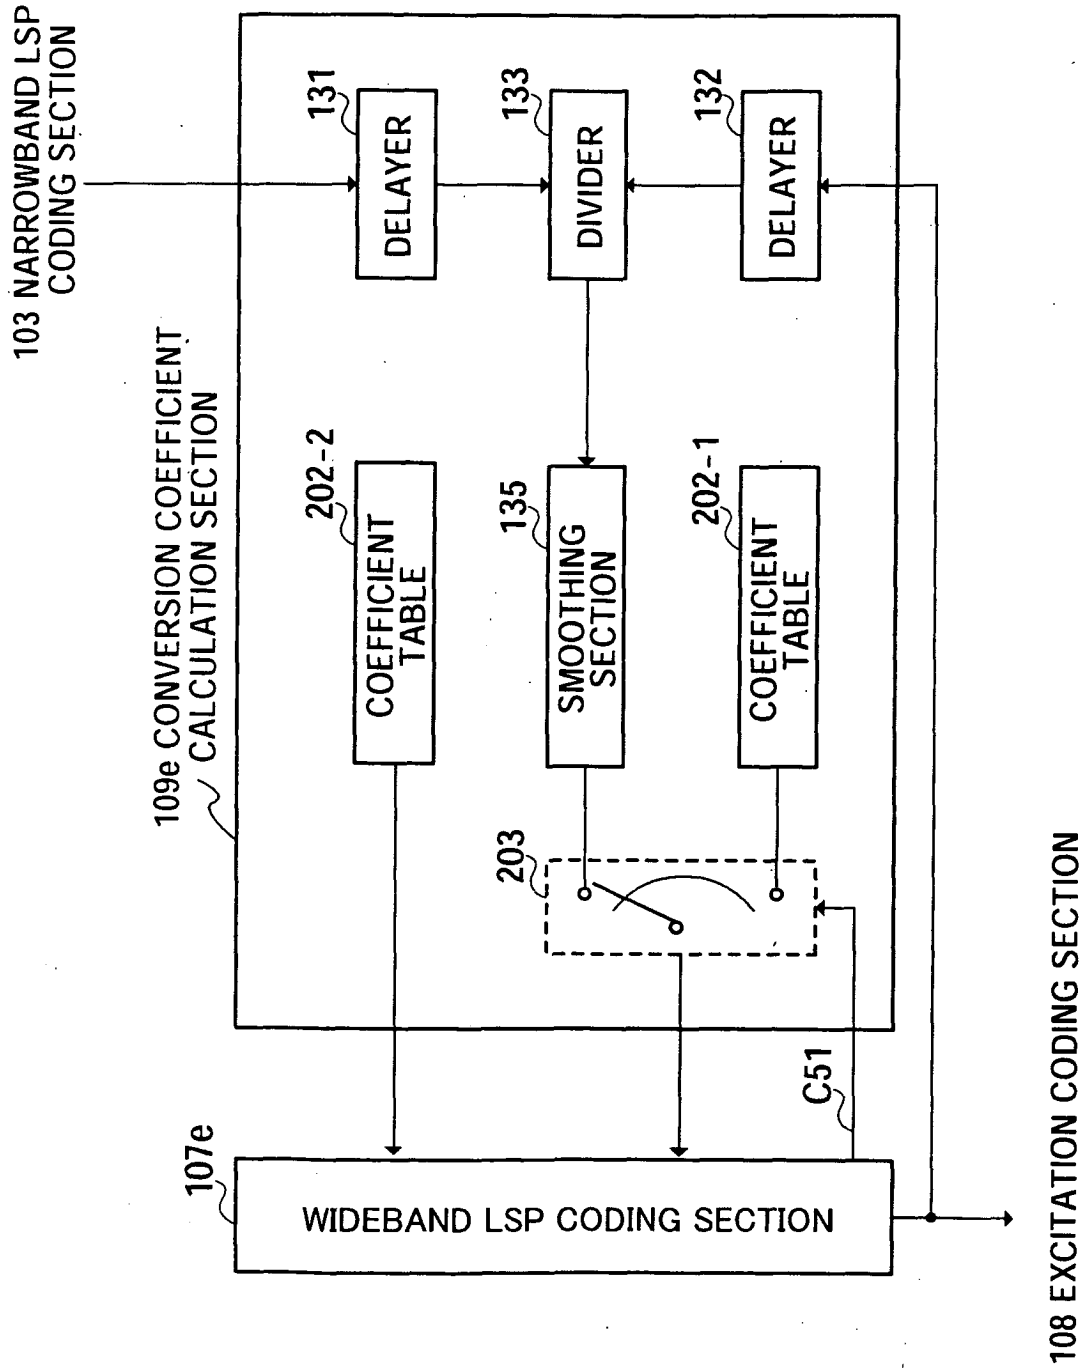 103 NARROWBAND LSP
CODING SECTION
109e CONVERSION COEFFICIENT
CALCULATION SECTION
131
DELAYER
133
DIVIDER
132
DELAYER
202-2
COEFFICIENT
TABLE
135
SMOOTHING
SECTION
202-1
COEFFICIENT
TABLE
203
C51
107e
WIDEBAND LSP CODING SECTION
108 EXCITATION CODING SECTION